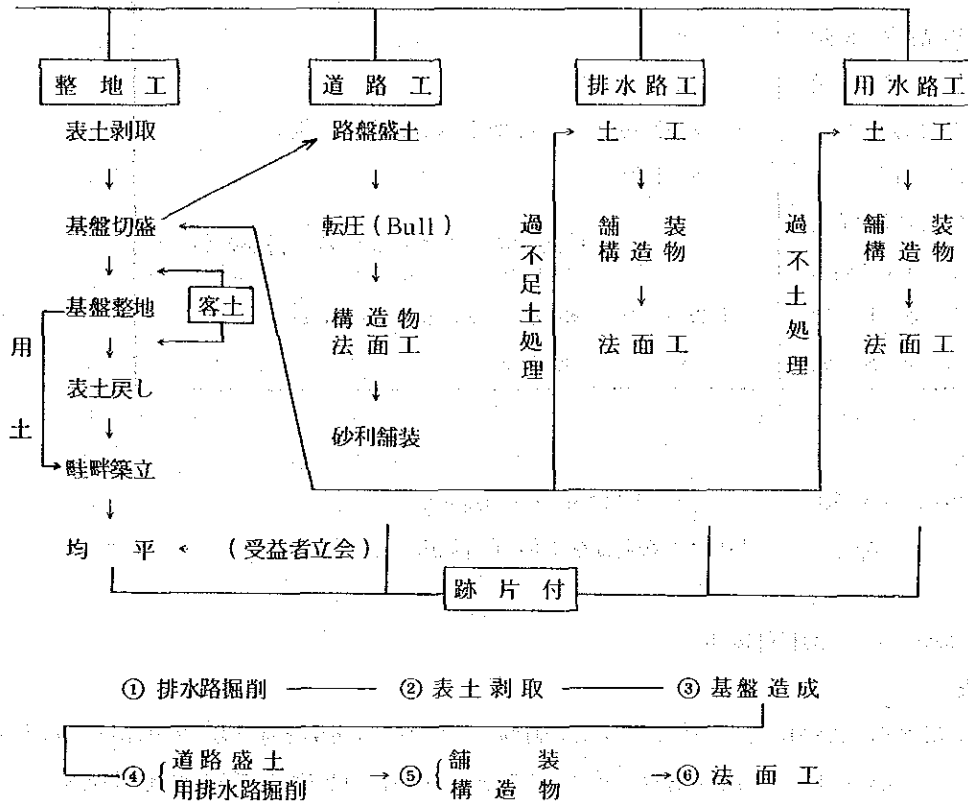 整地工
道路工
排水路工
用水路工
表土剥取
路盤盛土
土工
土工
基盤切盛
転圧(Bull)
過不足土処理
舗装
構造物
過不土処理
舗装
構造物
基盤整地
客土
構造物
法面工
法面工
法面工
用土
表土戻し
砂利舗装
畦畔築立
均平
(受益者立会)
跡片付
① 排水路掘削 ② 表土剥取 ③ 基盤造成
④ { 道路盛土 → ⑤ { 舗装 → ⑥ 法面工
用排水路掘削 構造物